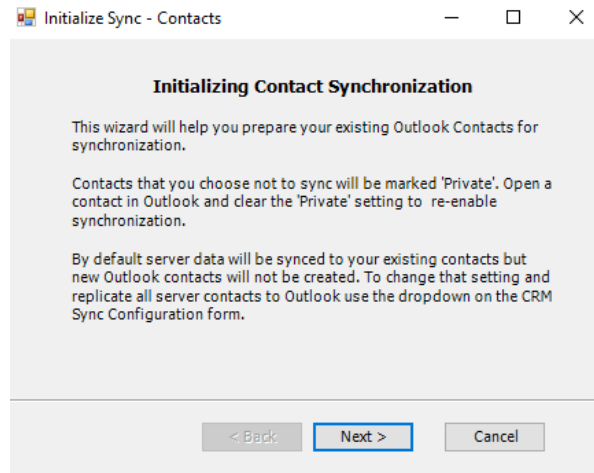 Initialize Sync - Contacts
Initializing Contact Synchronization
This wizard will help you prepare your existing Outlook Contacts for
synchronization.
Contacts that you choose not to sync will be marked 'Private'. Open a
contact in Outlook and clear the 'Private' setting to  re-enable
synchronization.
By default server data will be synced to your existing contacts but
new Outlook contacts will not be created. To change that setting and
replicate all server contacts to Outlook use the dropdown on the CRM
Sync Configuration form.
< Back Next > Cancel